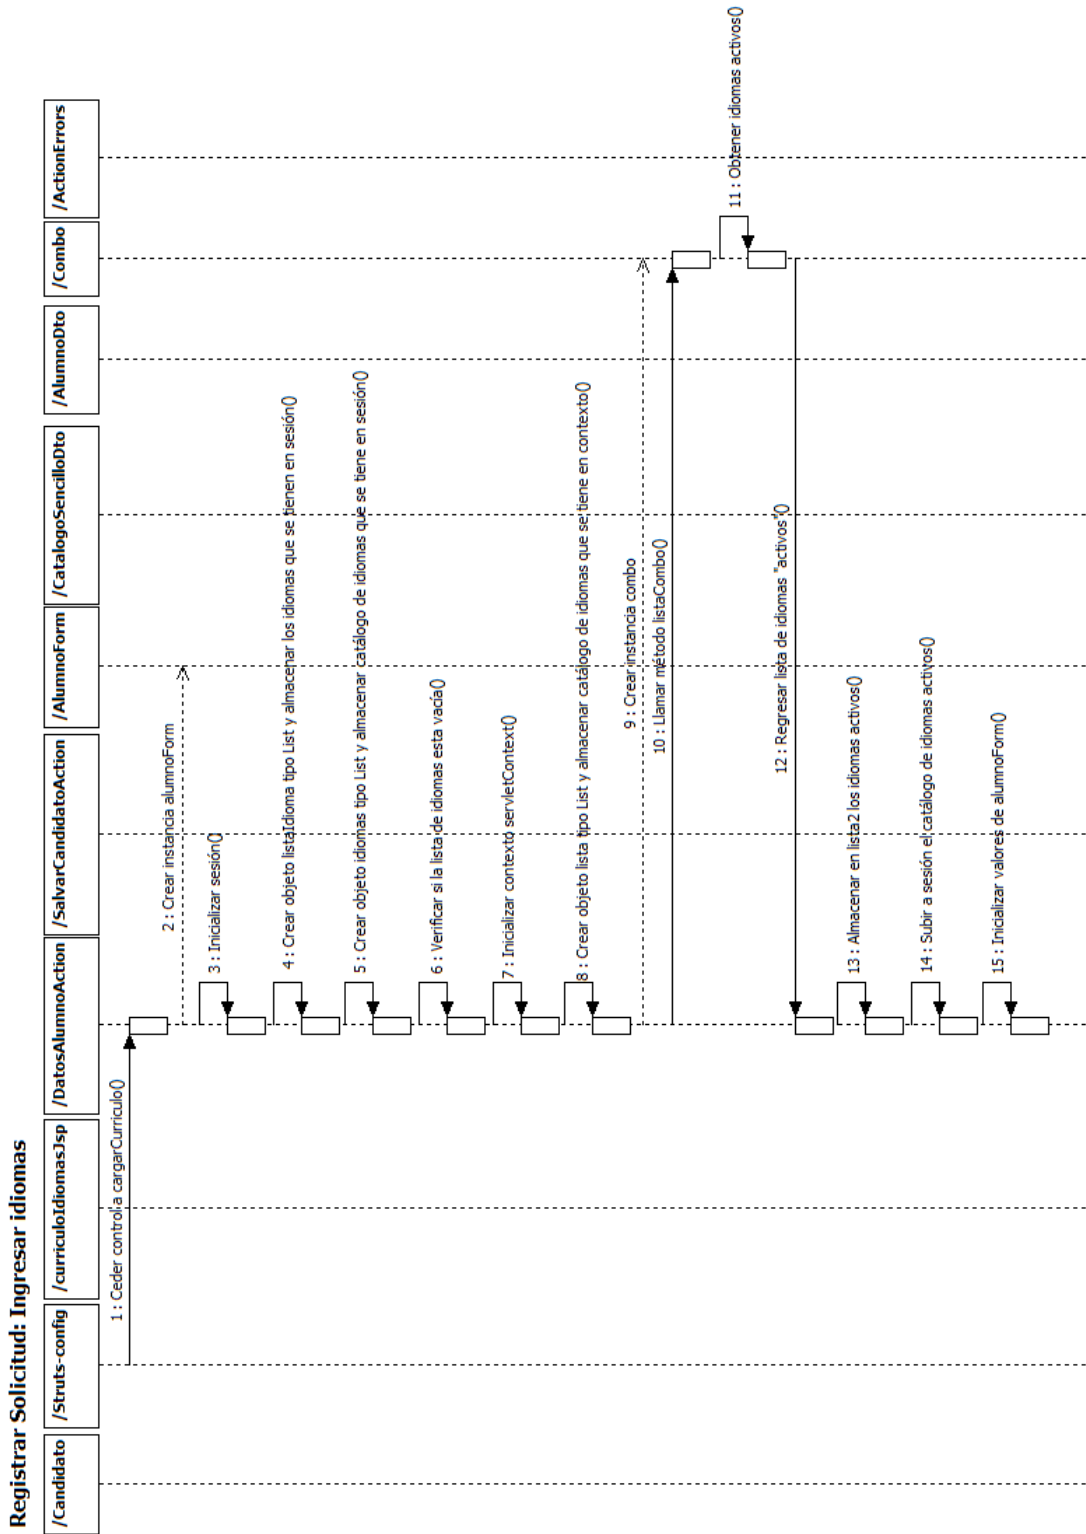 Registrar Solicitud: Ingresar idiomas
/Candidato
/Struts-config
/curriculoIdiomasJsp
/DatosAlumnoAction
/SalvarCandidatoAction
/AlumnoForm
/CatalogoSencilloDto
/AlumnoDto
/Combo
/ActionErrors
1 : Ceder control a cargarCurriculo()
2 : Crear instancia alumnoForm
3 : Inicializar sesión()
4 : Crear objeto listaIdioma tipo List y almacenar los idiomas que se tienen en sesión()
5 : Crear objeto idiomas tipo List y almacenar catálogo de idiomas que se tiene en sesión()
6 : Verificar si la lista de idiomas esta vacía()
7 : Inicializar contexto servletContext()
8 : Crear objeto lista tipo List y almacenar catálogo de idiomas que se tiene en contexto()
9 : Crear instancia combo
10 : Llamar método listaCombo()
11 : Obtener idiomas activos()
12 : Regresar lista de idiomas "activos"()
13 : Almacenar en lista2 los idiomas activos()
14 : Subir a sesión el catálogo de idiomas activos()
15 : Inicializar valores de alumnoForm()